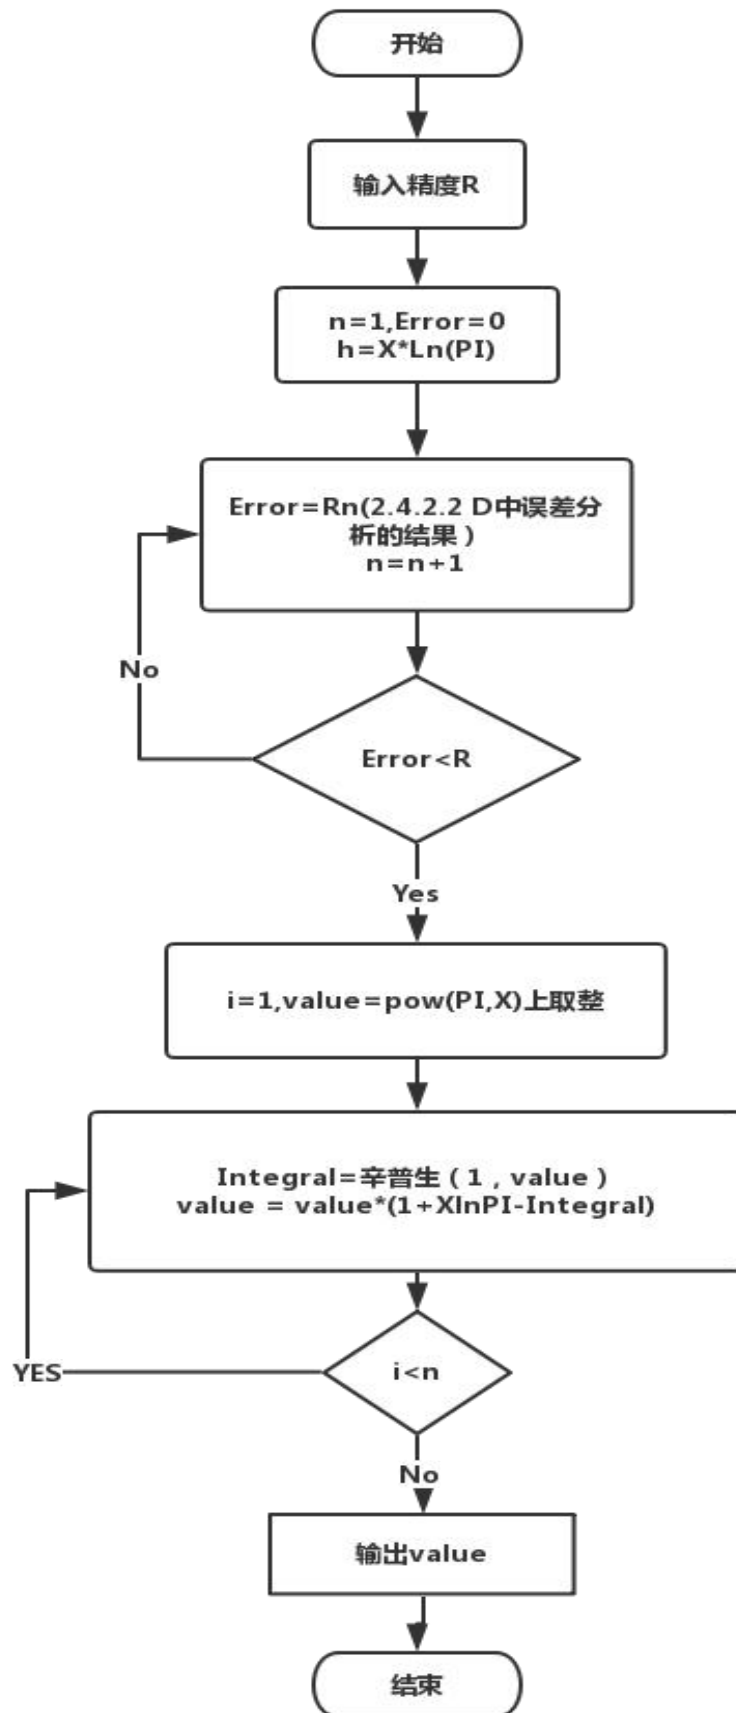 开始
输入精度R
n=1,Error=0
h=X*Ln(PI)
Error=Rn(2.4.2.2 D中误差分
析的结果）
n=n+1
No
Error<R
Yes
i=1,value=pow(PI,X)上取整
Integral=辛普生（1，value）
value = value*(1+XlnPI-Integral)
YES
i<n
No
输出value
结束